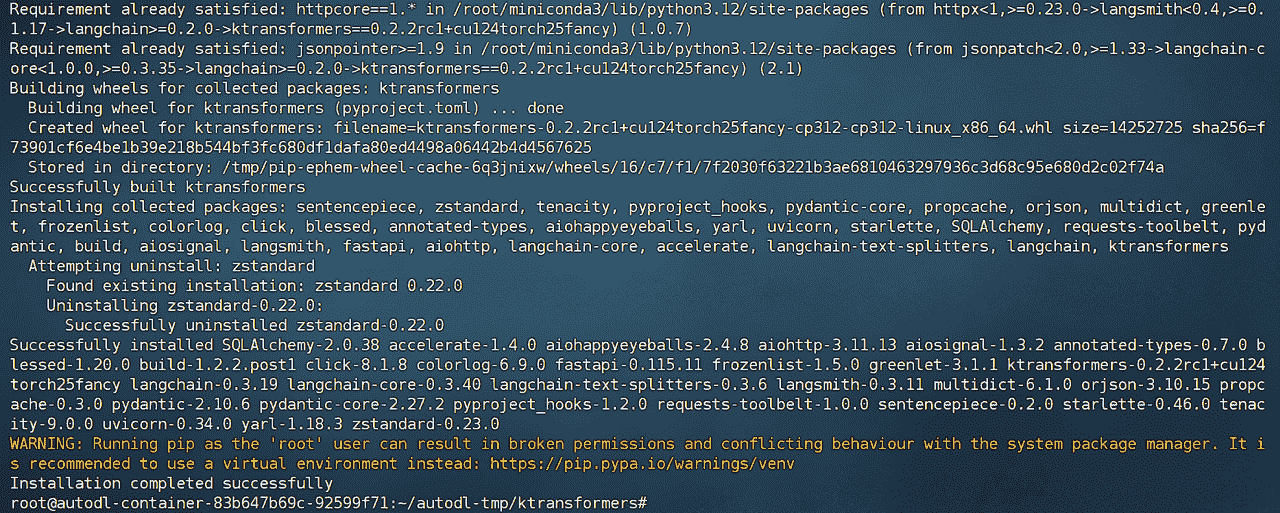 Requirement already satisfied: httpcore==1.* in /root/miniconda3/lib/python3.12/site-packages (from httpx<1,>=0.23.0->langsmith<0.4,>=0.
1.17->langchain>=0.2.0->ktransformers==0.2.2rc1+cu124torch25fancy) (1.0.7)
Requirement already satisfied: jsonpointer>=1.9 in /root/miniconda3/lib/python3.12/site-packages (from jsonpatch<2.0,>=1.33->langchain-c
ore<1.0.0,>=0.3.35->langchain>=0.2.0->ktransformers==0.2.2rc1+cu124torch25fancy) (2.1)
Building wheels for collected packages: ktransformers
  Building wheel for ktransformers (pyproject.toml) ... done
  Created wheel for ktransformers: filename=ktransformers-0.2.2rc1+cu124torch25fancy-cp312-cp312-linux_x86_64.whl size=14252725 sha256=f
73901cf6e4be1b39e218b544bf3fc680df1dafa80ed4498a06442b4d4567625
  Stored in directory: /tmp/pip-ephem-wheel-cache-6q3jnixw/wheels/16/c7/f1/7f2030f63221b3ae6810463297936c3d68c95e680d2c02f74a
Successfully built ktransformers
Installing collected packages: sentencepiece, zstandard, tenacity, pyproject_hooks, pydantic-core, propcache, orjson, multidict, greenle
t, frozenlist, colorlog, click, blessed, annotated-types, aiohappyeyeballs, yarl, uvicorn, starlette, SQLAlchemy, requests-toolbelt, pyd
antic, build, aiosignal, langsmith, fastapi, aiohttp, langchain-core, accelerate, langchain-text-splitters, langchain, ktransformers
  Attempting uninstall: zstandard
    Found existing installation: zstandard 0.22.0
    Uninstalling zstandard-0.22.0:
      Successfully uninstalled zstandard-0.22.0
Successfully installed SQLAlchemy-2.0.38 accelerate-1.4.0 aiohappyeyeballs-2.4.8 aiohttp-3.11.13 aiosignal-1.3.2 annotated-types-0.7.0 b
lessed-1.20.0 build-1.2.2.post1 click-8.1.8 colorlog-6.9.0 fastapi-0.115.11 frozenlist-1.5.0 greenlet-3.1.1 ktransformers-0.2.2rc1+cu124
torch25fancy langchain-0.3.19 langchain-core-0.3.40 langchain-text-splitters-0.3.6 langsmith-0.3.11 multidict-6.1.0 orjson-3.10.15 propc
ache-0.3.0 pydantic-2.10.6 pydantic-core-2.27.2 pyproject_hooks-1.2.0 requests-toolbelt-1.0.0 sentencepiece-0.2.0 starlette-0.46.0 tenac
ity-9.0.0 uvicorn-0.34.0 yarl-1.18.3 zstandard-0.23.0
WARNING: Running pip as the 'root' user can result in broken permissions and conflicting behaviour with the system package manager. It i
s recommended to use a virtual environment instead: https://pip.pypa.io/warnings/venv
Installation completed successfully
root@autodl-container-83b647b69c-92599f71:~/autodl-tmp/ktransformers#